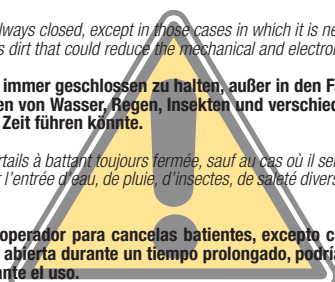 lways closed, except in those cases in which it is ne
s dirt that could reduce the mechanical and electron
immer geschlossen zu halten, außer in den F
en von Wasser, Regen, Insekten und verschied
Zeit führen könnte.
rtails à battant toujours fermée, sauf au cas où il se
r l'entrée d'eau, de pluie, d'insectes, de saleté divers
operador para cancelas batientes, excepto c
abierta durante un tiempo prolongado, podría
ante el uso.